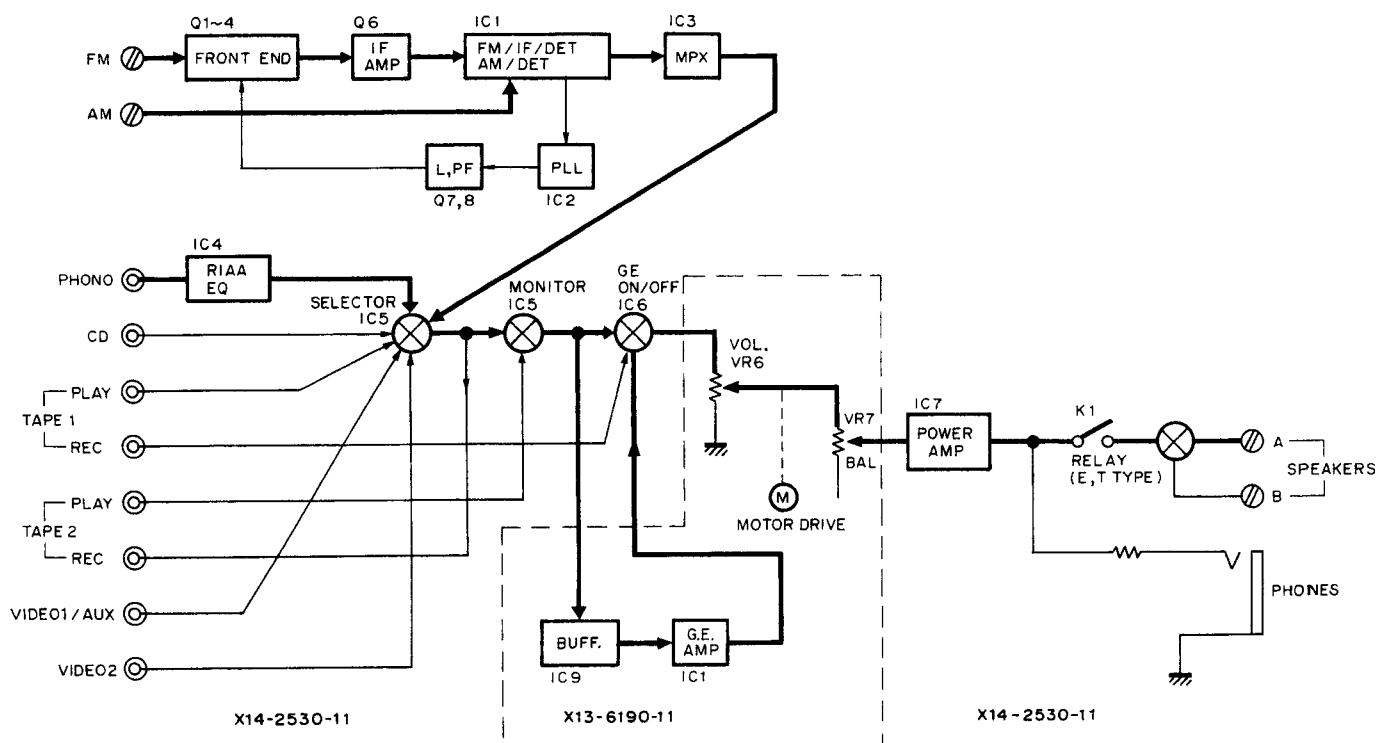 Q1~4
Q6
IC1
IC3
FM
FRONT END
IF
AMP
FM/IF/DET
AM/DET
MPX
AM
L,PF
PLL
Q7,8
IC2
IC4
PHONO
RIAA
EQ
SELECTOR
IC5
MONITOR
IC5
GE
ON/OFF
IC6
CD
VOL.
VR6
PLAY
TAPE 1
REC
VR7
BAL
IC7
POWER
AMP
K1
RELAY
(E,T TYPE)
A
SPEAKERS
B
PLAY
TAPE 2
REC
M
MOTOR DRIVE
PHONES
VIDEO1/AUX
VIDEO2
BUFF.
IC9
G.E.
AMP
IC1
X14-2530-11
X13-6190-11
X14-2530-11